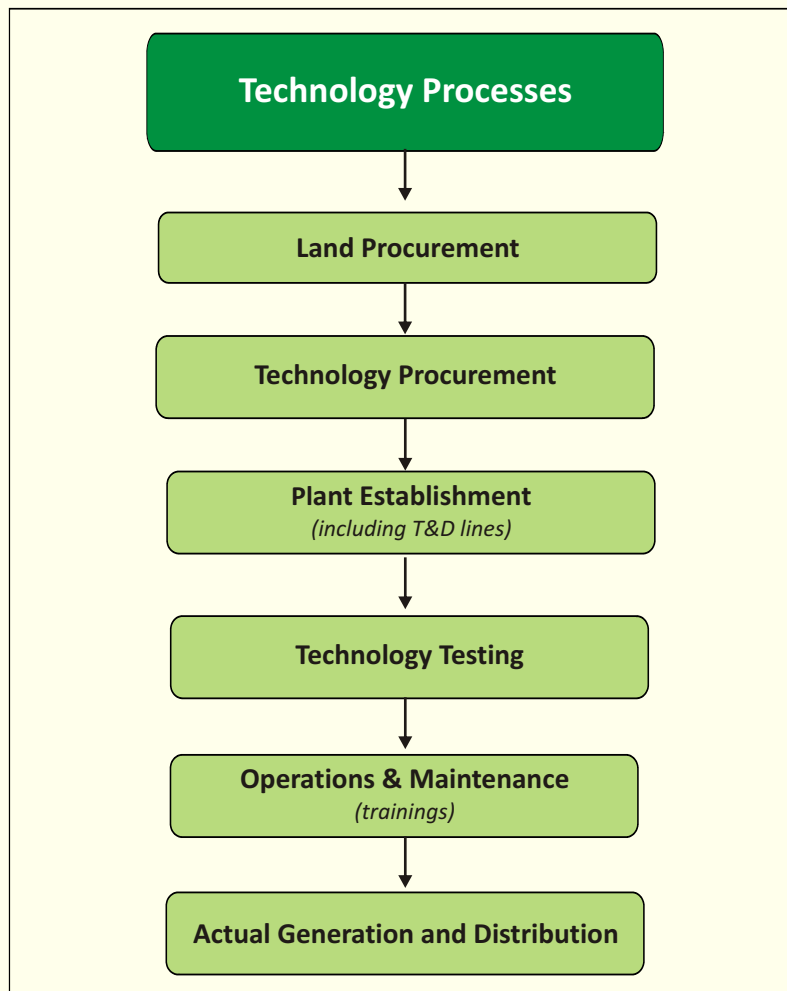 Technology Processes
Land Procurement
Technology Procurement
Plant Establishment
(including T&D lines)
Technology Testing
Operations & Maintenance
(trainings)
Actual Generation and Distribution